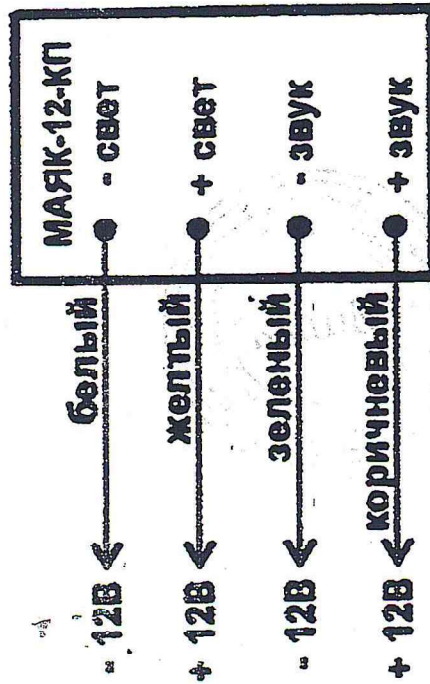 МАЯК-12-КП
- 12В белый - свет
+ 12В желтый + свет
- 12В зеленый - звук
+ 12В коричневый + звук